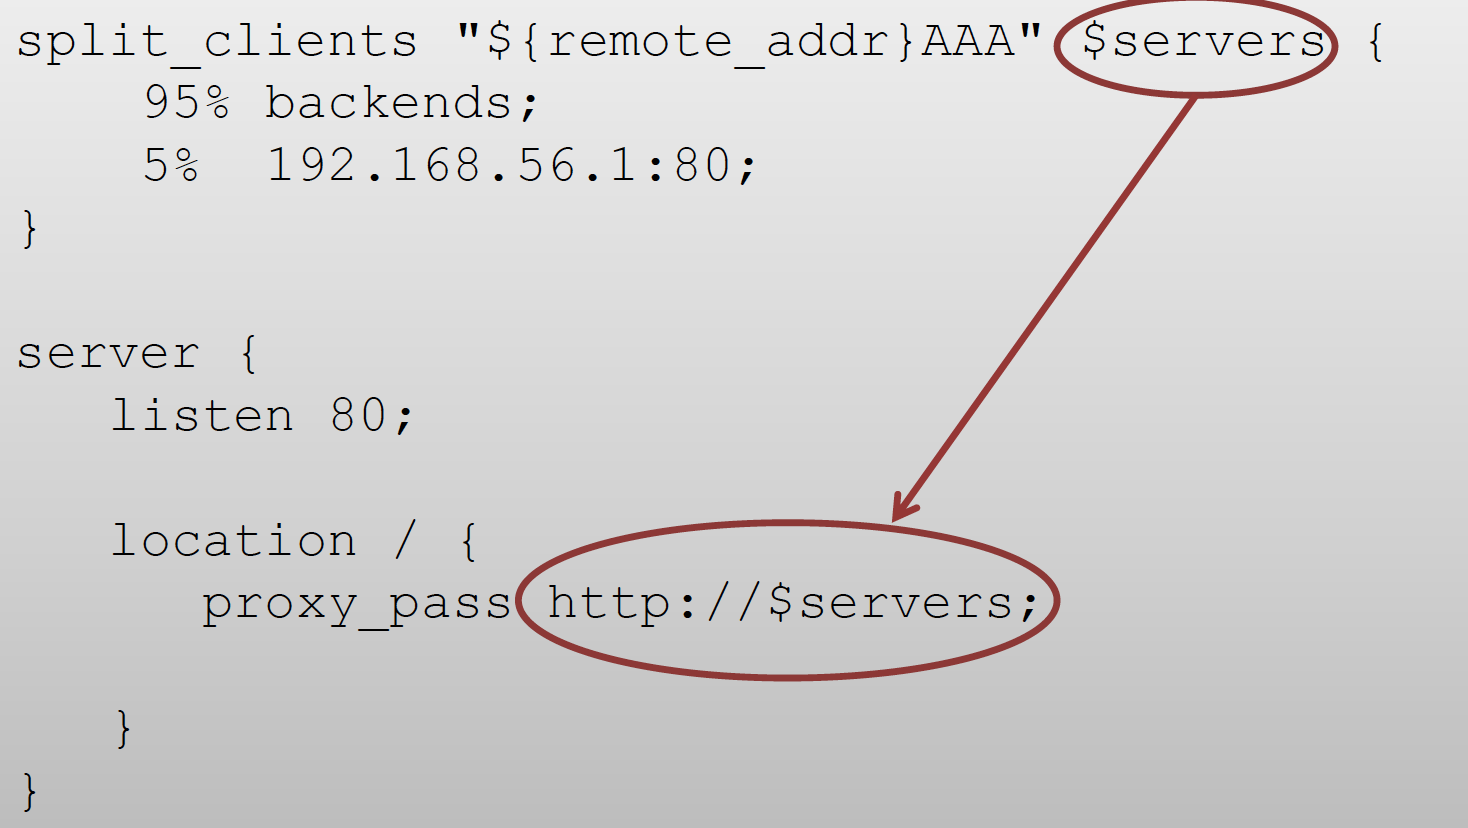 split_clients "${remote_addr}AAA" $servers {
    95% backends;
    5%  192.168.56.1:80;
}
server {
   listen 80;
   location / {
      proxy_pass http://$servers;
   }
}